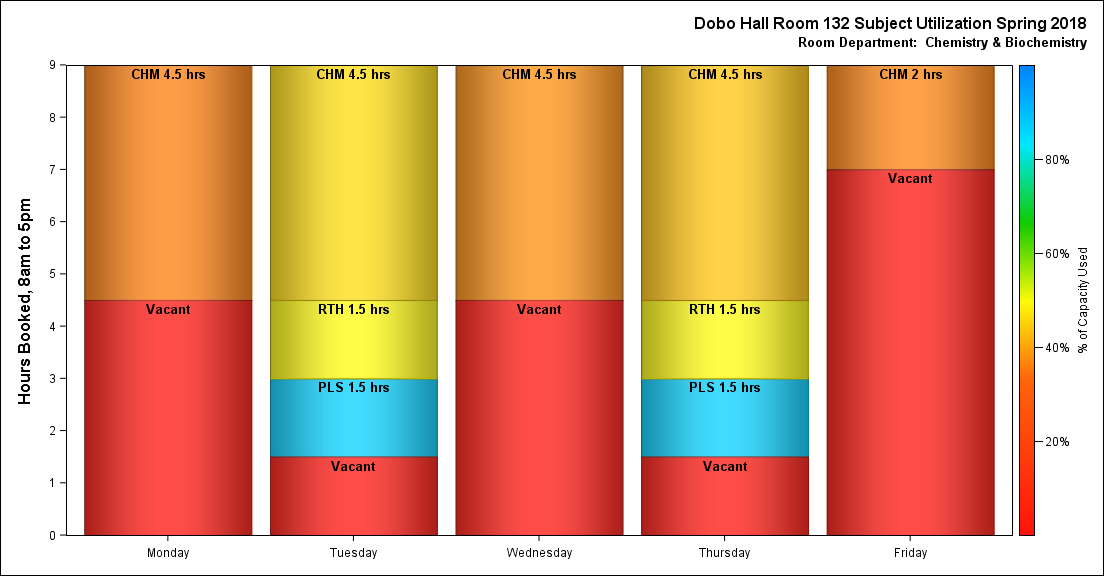 Dobo Hall Room 132 Subject Utilization Spring 2018
Room Department:  Chemistry & Biochemistry
Hours Booked, 8am to 5pm
9
8
7
6
5
4
3
2
1
0
CHM 4.5 hrs
Vacant
CHM 4.5 hrs
RTH 1.5 hrs
PLS 1.5 hrs
Vacant
CHM 4.5 hrs
Vacant
CHM 4.5 hrs
RTH 1.5 hrs
PLS 1.5 hrs
Vacant
CHM 2 hrs
Vacant
Monday
Tuesday
Wednesday
Thursday
Friday
80%
60%
40%
20%
% of Capacity Used